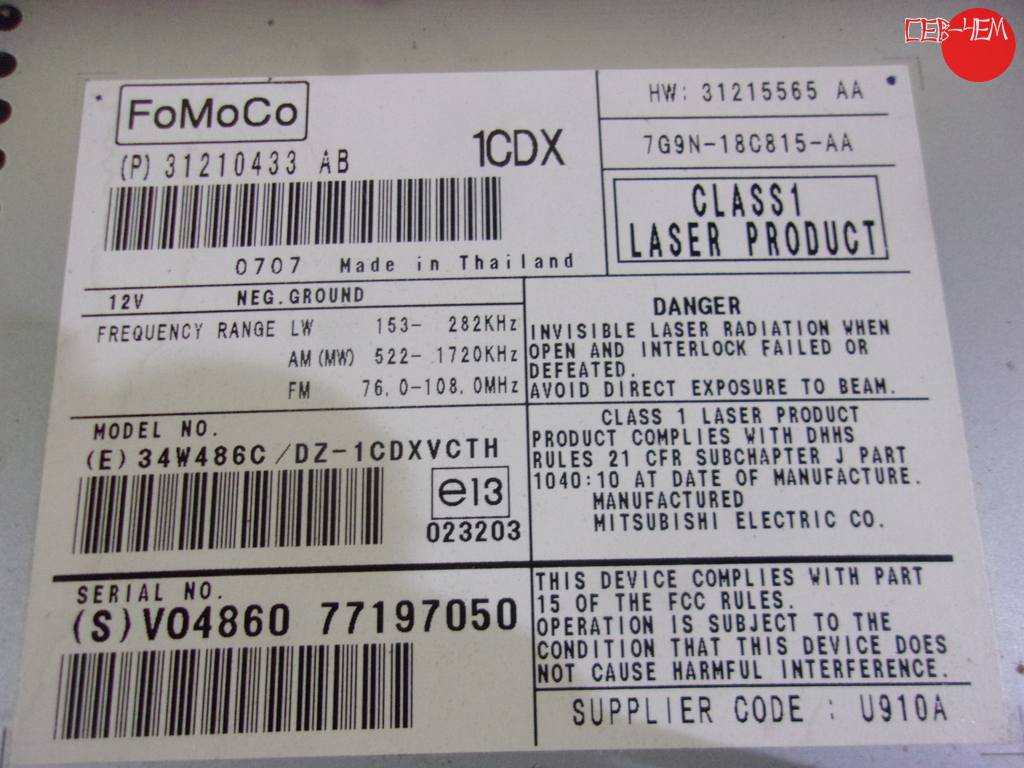 СЕВ-ЧЕМ
FoMoCo
(P) 31210433 AB
1CDX
0707 Made in Thailand
HW: 31215565 AA
7G9N-18C815-AA
CLASS1
LASER PRODUCT
12V NEG.GROUND
FREQUENCY RANGE LW 153- 282KHz
AM(MW) 522- 1720KHz
FM 76.0-108.0MHz
DANGER
INVISIBLE LASER RADIATION WHEN
OPEN AND INTERLOCK FAILED OR
DEFEATED.
AVOID DIRECT EXPOSURE TO BEAM.
MODEL NO.
(E)34W486C/DZ-1CDXVCTH
e13
023203
CLASS 1 LASER PRODUCT
PRODUCT COMPLIES WITH DHHS
RULES 21 CFR SUBCHAPTER J PART
1040:10 AT DATE OF MANUFACTURE.
MANUFACTURED
MITSUBISHI ELECTRIC CO.
SERIAL NO.
(S)VO4860 77197050
THIS DEVICE COMPLIES WITH PART
15 OF THE FCC RULES.
OPERATION IS SUBJECT TO THE
CONDITION THAT THIS DEVICE DOES
NOT CAUSE HARMFUL INTERFERENCE.
SUPPLIER CODE : U910A